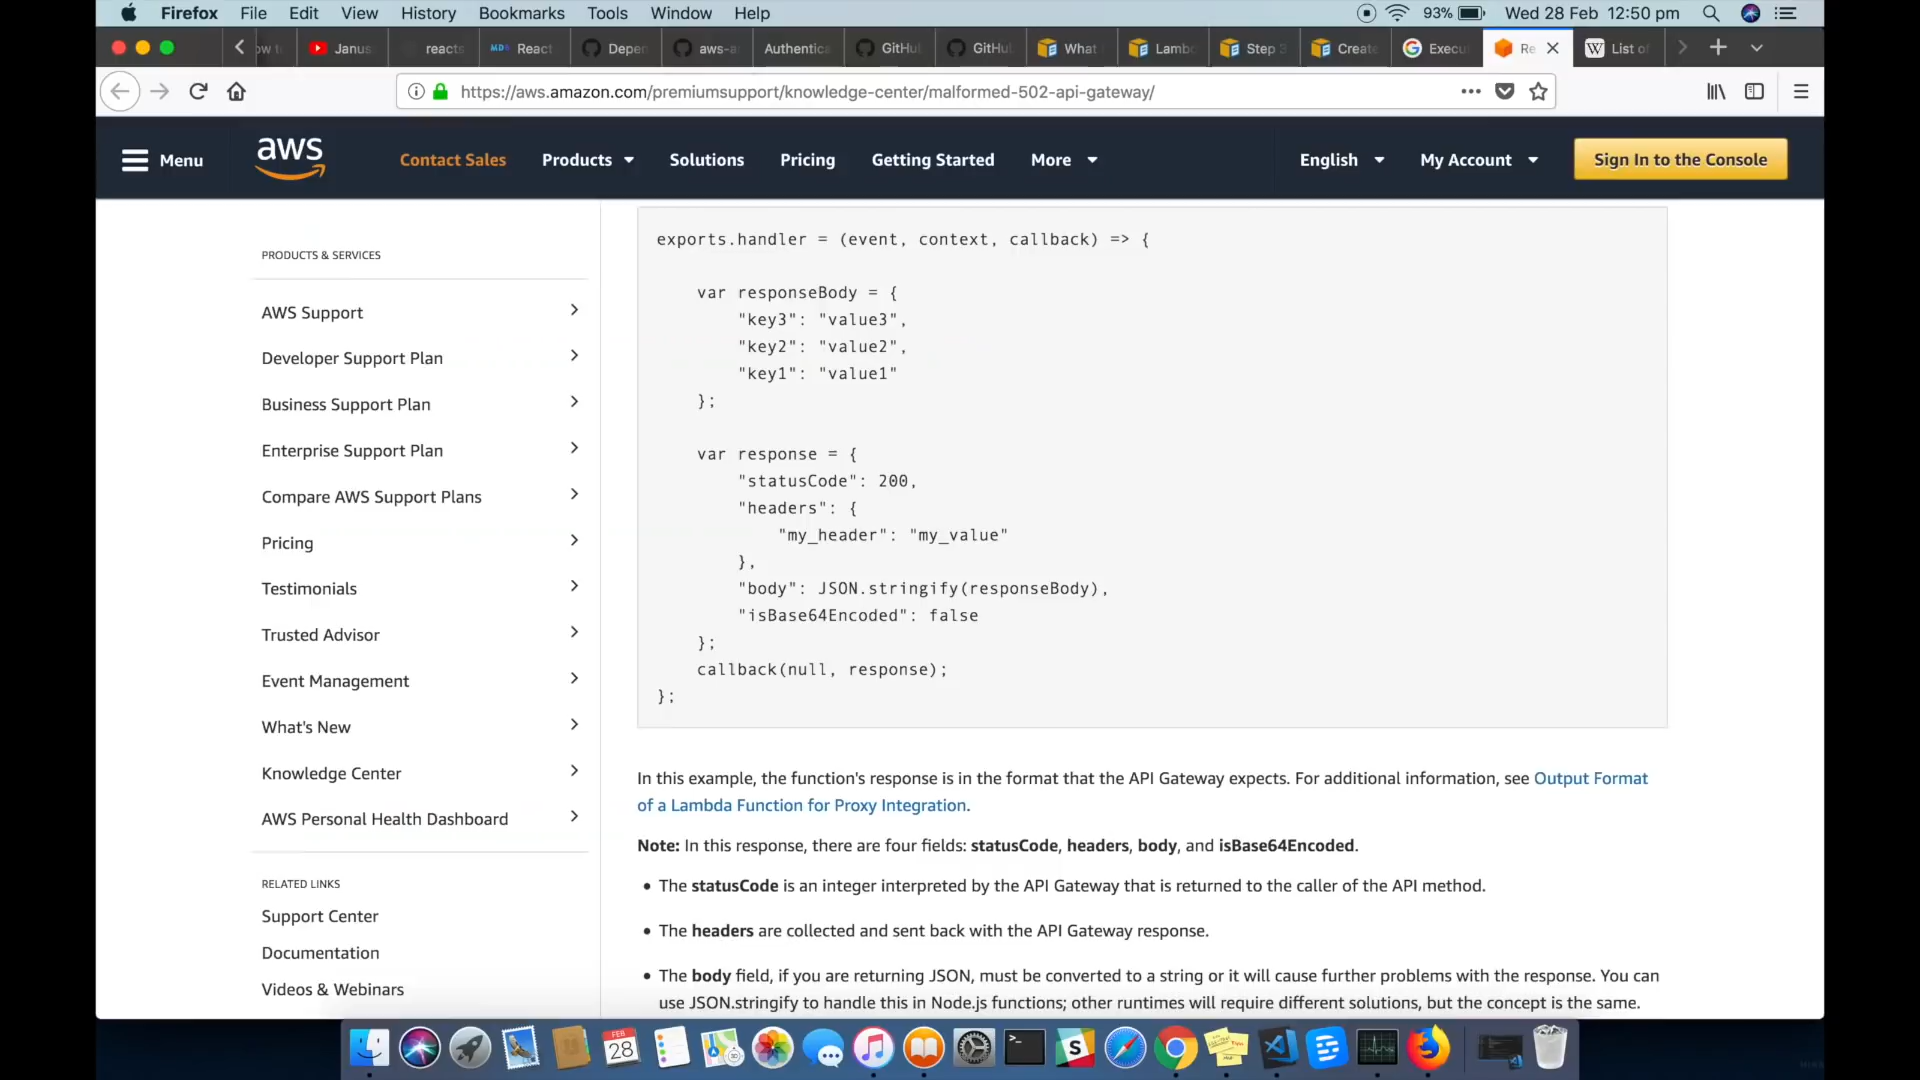 Firefox File Edit View History Bookmarks Tools Window Help 93% Wed 28 Feb 12:50 pm
Janus reacts React Depen aws-a Authentica GitHu GitHu What Lamb Step Create Execu Re List of
https://aws.amazon.com/premiumsupport/knowledge-center/malformed-502-api-gateway/
Menu aws Contact Sales Products Solutions Pricing Getting Started More English My Account Sign In to the Console
PRODUCTS & SERVICES
AWS Support
Developer Support Plan
Business Support Plan
Enterprise Support Plan
Compare AWS Support Plans
Pricing
Testimonials
Trusted Advisor
Event Management
What's New
Knowledge Center
AWS Personal Health Dashboard
RELATED LINKS
Support Center
Documentation
Videos & Webinars
exports.handler = (event, context, callback) => {
var responseBody = {
"key3": "value3",
"key2": "value2",
"key1": "value1"
};
var response = {
"statusCode": 200,
"headers": {
"my_header": "my_value"
},
"body": JSON.stringify(responseBody),
"isBase64Encoded": false
};
callback(null, response);
};
In this example, the function's response is in the format that the API Gateway expects. For additional information, see Output Format
of a Lambda Function for Proxy Integration.
Note: In this response, there are four fields: statusCode, headers, body, and isBase64Encoded.
• The statusCode is an integer interpreted by the API Gateway that is returned to the caller of the API method.
• The headers are collected and sent back with the API Gateway response.
• The body field, if you are returning JSON, must be converted to a string or it will cause further problems with the response. You can
use JSON.stringify to handle this in Node.js functions; other runtimes will require different solutions, but the concept is the same.
FEB
28